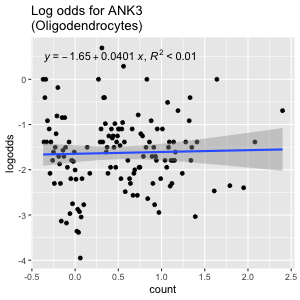 Log odds for ANK3
(Oligodendrocytes)
y = −1.65 + 0.0401 x, R² < 0.01
logodds
0
-1
-2
-3
-4
-0.5
0.0
0.5
1.0
1.5
2.0
2.5
count